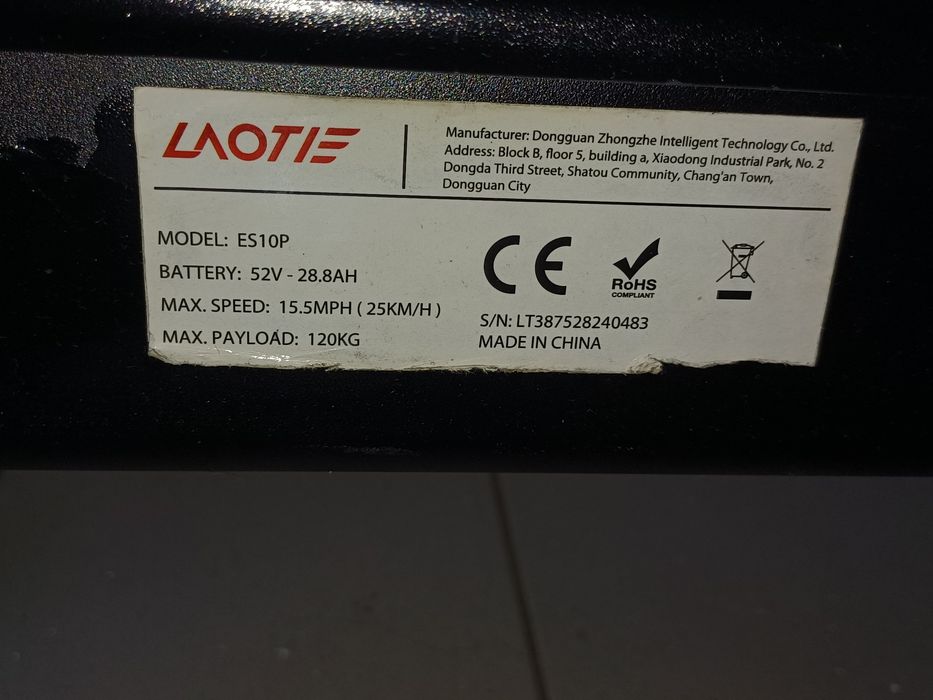 LAOTIE
Manufacturer: Dongguan Zhongzhe Intelligent Technology Co., Ltd.
Address: Block B, floor 5, building a, Xiaodong Industrial Park, No. 2
Dongda Third Street, Shatou Community, Chang'an Town,
Dongguan City
MODEL: ES10P
BATTERY: 52V - 28.8AH
MAX. SPEED: 15.5MPH ( 25KM/H )
MAX. PAYLOAD: 120KG
CE
RoHS
COMPLIANT
S/N: LT387528240483
MADE IN CHINA